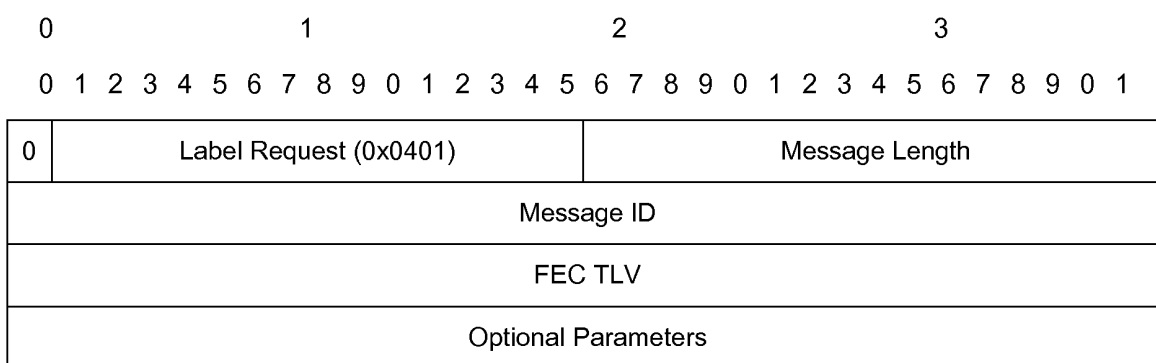 0 1 2 3
0 1 2 3 4 5 6 7 8 9 0 1 2 3 4 5 6 7 8 9 0 1 2 3 4 5 6 7 8 9 0 1
0 Label Request (0x0401) Message Length
Message ID
FEC TLV
Optional Parameters